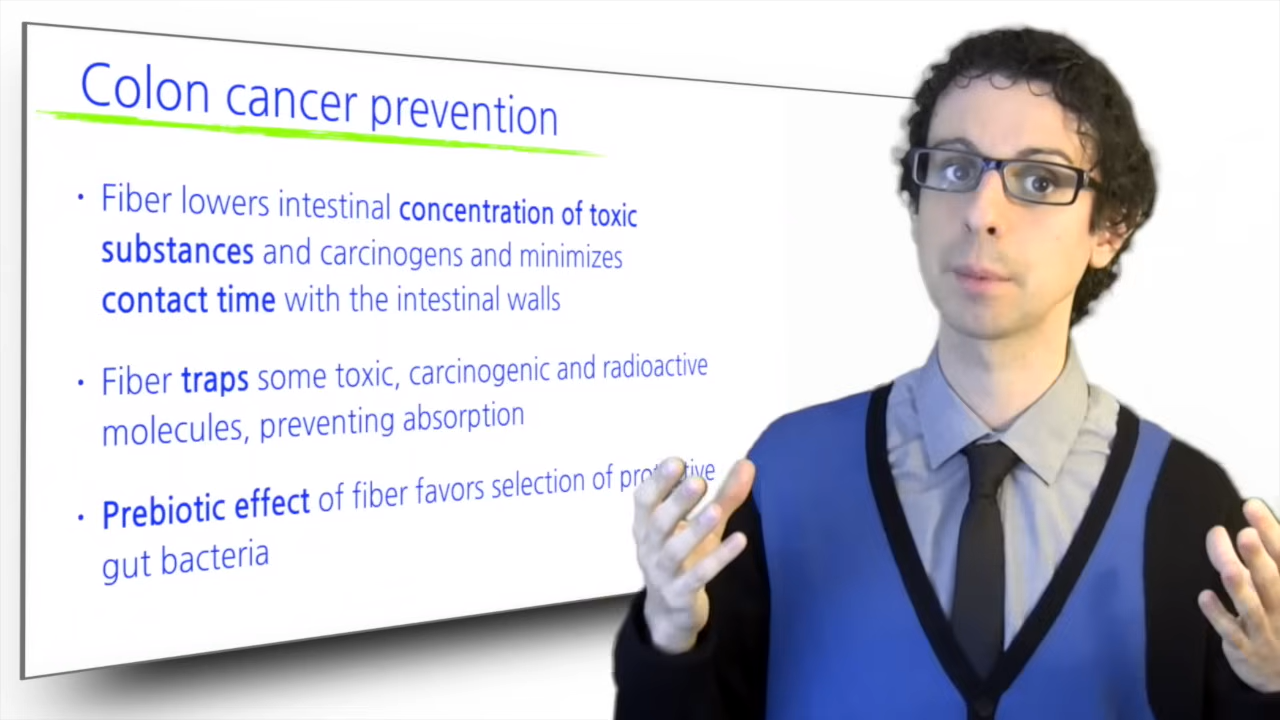 Colon cancer prevention
• Fiber lowers intestinal concentration of toxic
substances and carcinogens and minimizes
contact time with the intestinal walls
• Fiber traps some toxic, carcinogenic and radioactive
molecules, preventing absorption
• Prebiotic effect of fiber favors selection of protective
gut bacteria